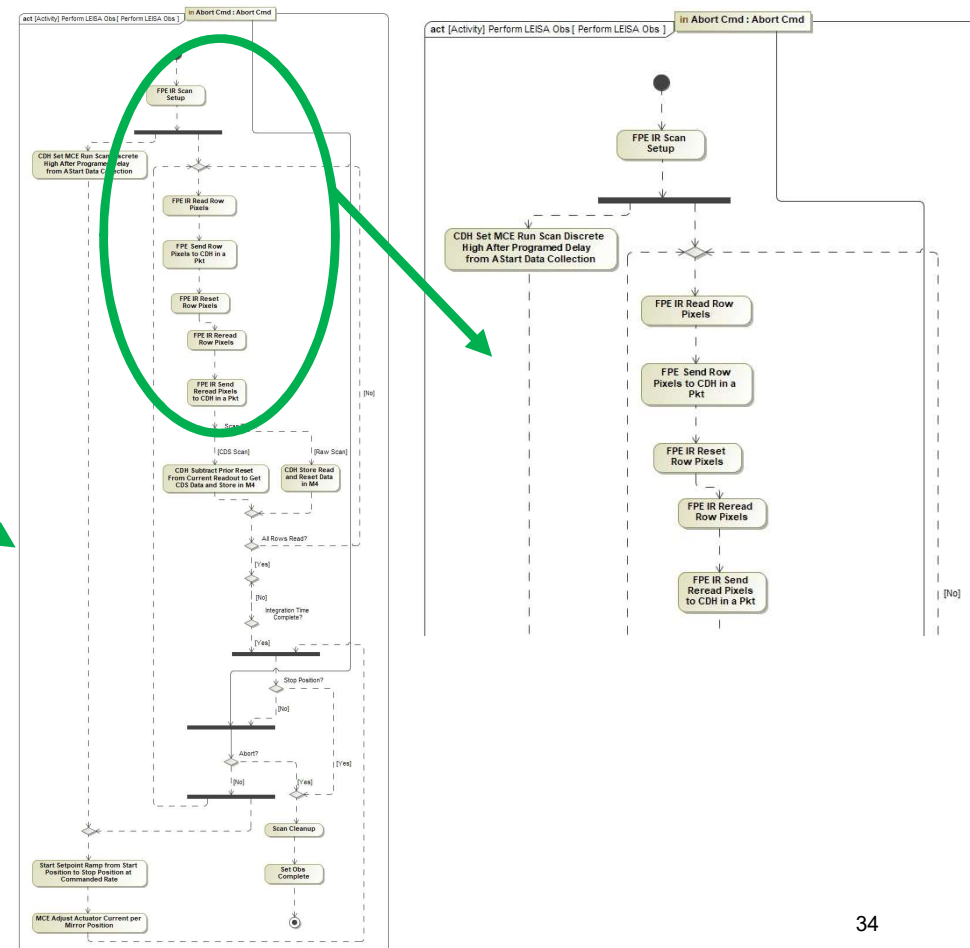 act [Activity] Perform LEISA Obs [ Perform LEISA Obs ]
in Abort Cmd : Abort Cmd
FPE IR Scan
Setup
CDH Set MCE Run Scan Discrete
High After Programed Delay
from AStart Data Collection
FPE IR Read Row
Pixels
FPE Send Row
Pixels to CDH in a
Pkt
FPE IR Reset
Row Pixels
FPE IR Reread
Row Pixels
FPE IR Send
Reread Pixels
to CDH in a Pkt
[No]
Scan
[CDS Scan]
[Raw Scan]
CDH Subtract Prior Reset
From Current Readout to Get
CDS Data and Store in M4
CDH Store Read
and Reset Data
in M4
All Rows Read?
[Yes]
[No]
Integration Time
Complete?
[Yes]
Stop Position?
[No]
Abort?
[Yes]
[No]
[Yes]
Scan Cleanup
Start Setpoint Ramp from Start
Position to Stop Position at
Commanded Rate
Set Obs
Complete
MCE Adjust Actuator Current per
Mirror Position
act [Activity] Perform LEISA Obs [ Perform LEISA Obs ]
in Abort Cmd : Abort Cmd
FPE IR Scan
Setup
CDH Set MCE Run Scan Discrete
High After Programed Delay
from AStart Data Collection
FPE IR Read Row
Pixels
FPE Send Row
Pixels to CDH in a
Pkt
FPE IR Reset
Row Pixels
FPE IR Reread
Row Pixels
FPE IR Send
Reread Pixels
to CDH in a Pkt
[No]
34